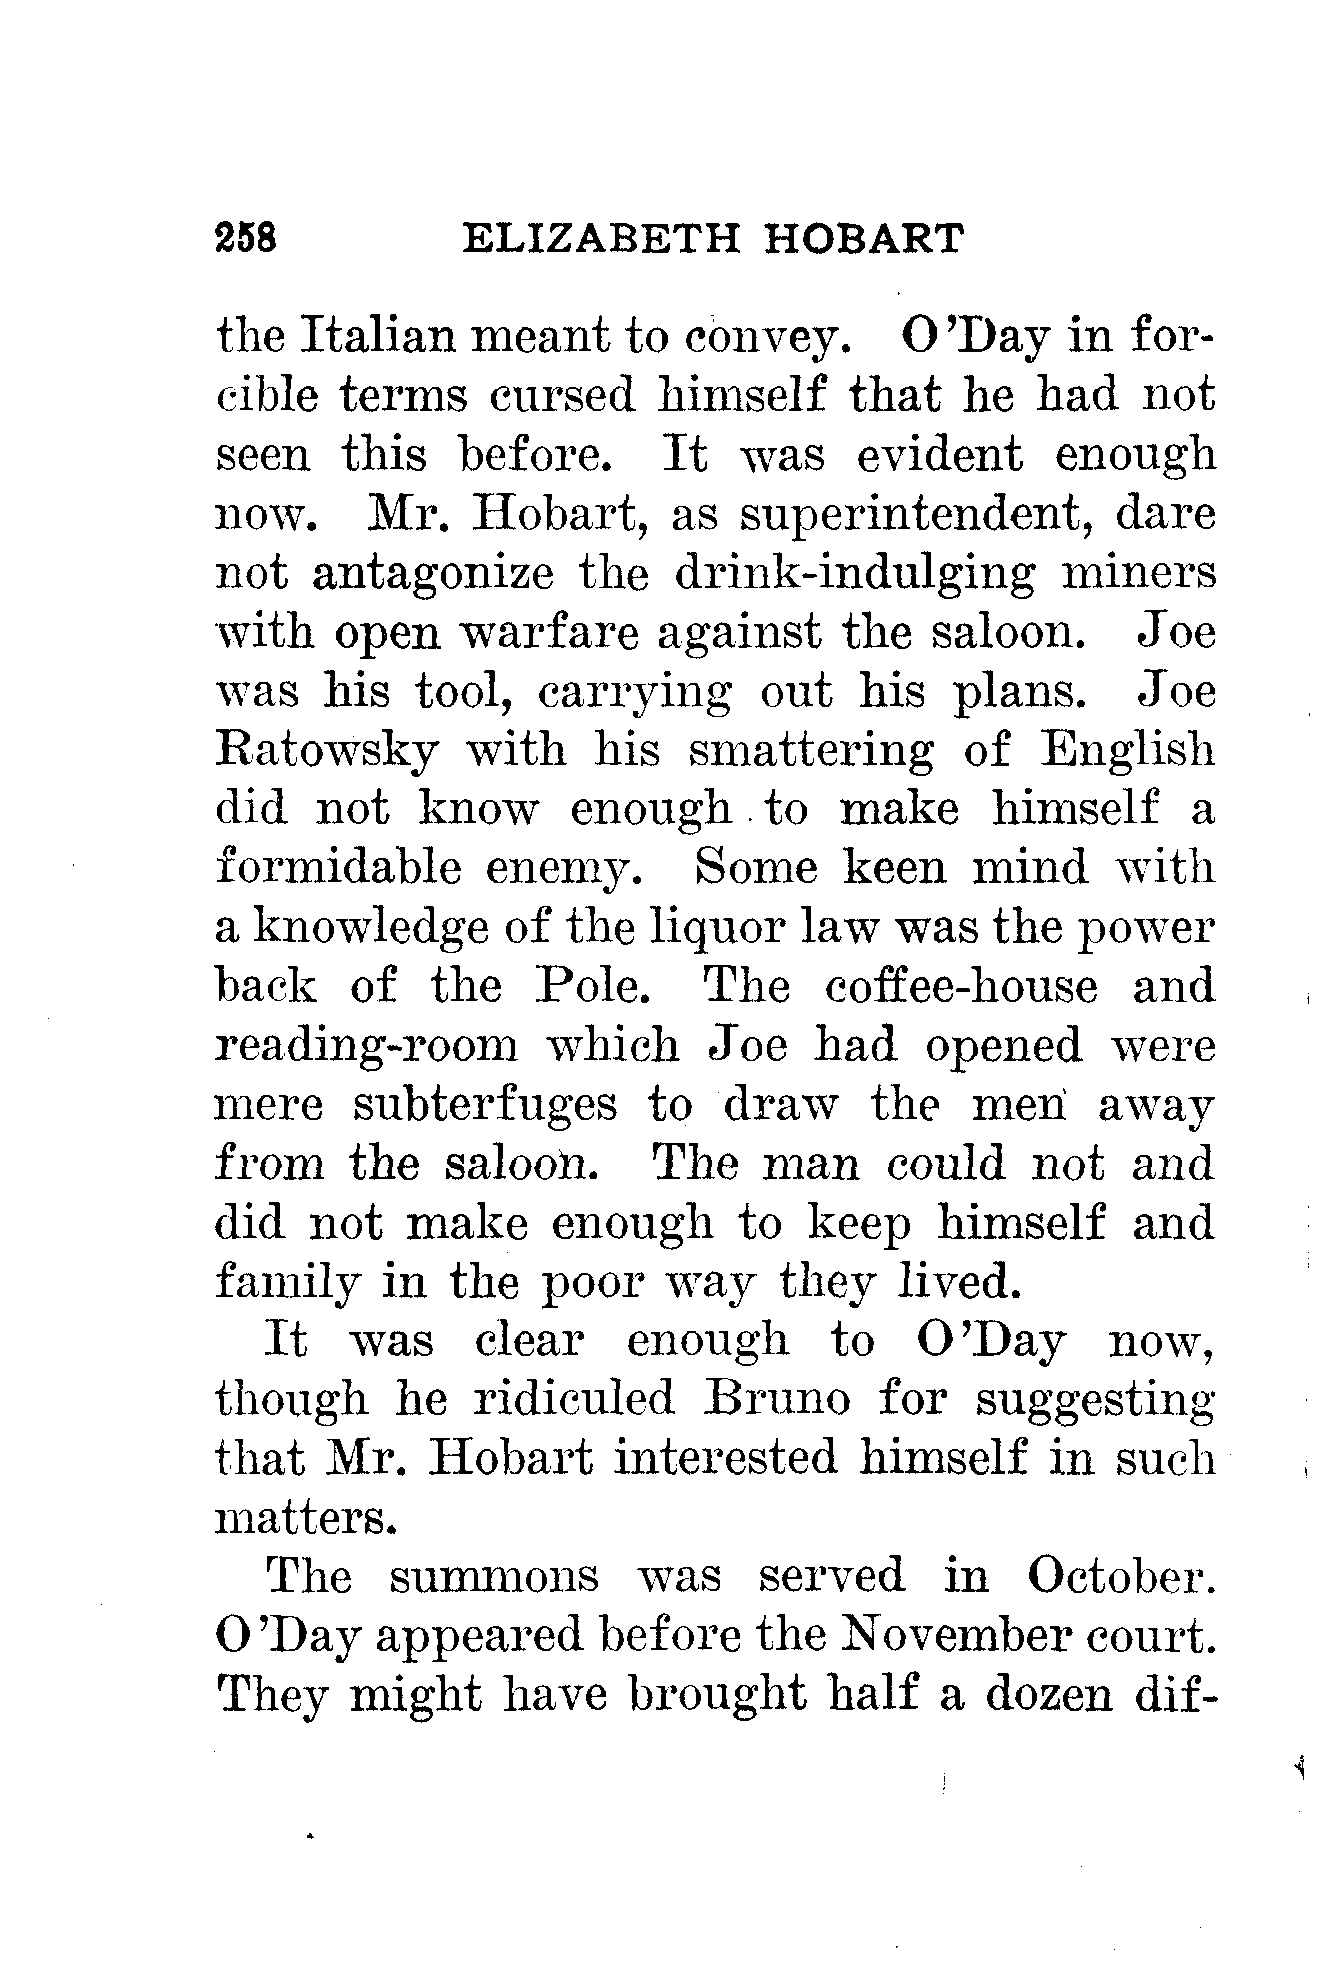 258 ELIZABETH HOBART
the Italian meant to convey. O'Day in for-
cible terms cursed himself that he had not
seen this before. It was evident enough
now. Mr. Hobart, as superintendent, dare
not antagonize the drink-indulging miners
with open warfare against the saloon. Joe
was his tool, carrying out his plans. Joe
Ratowsky with his smattering of English
did not know enough to make himself a
formidable enemy. Some keen mind with
a knowledge of the liquor law was the power
back of the Pole. The coffee-house and
reading-room which Joe had opened were
mere subterfuges to draw the men away
from the saloon. The man could not and
did not make enough to keep himself and
family in the poor way they lived.
It was clear enough to O'Day now,
though he ridiculed Bruno for suggesting
that Mr. Hobart interested himself in such
matters.
The summons was served in October.
O'Day appeared before the November court.
They might have brought half a dozen dif-